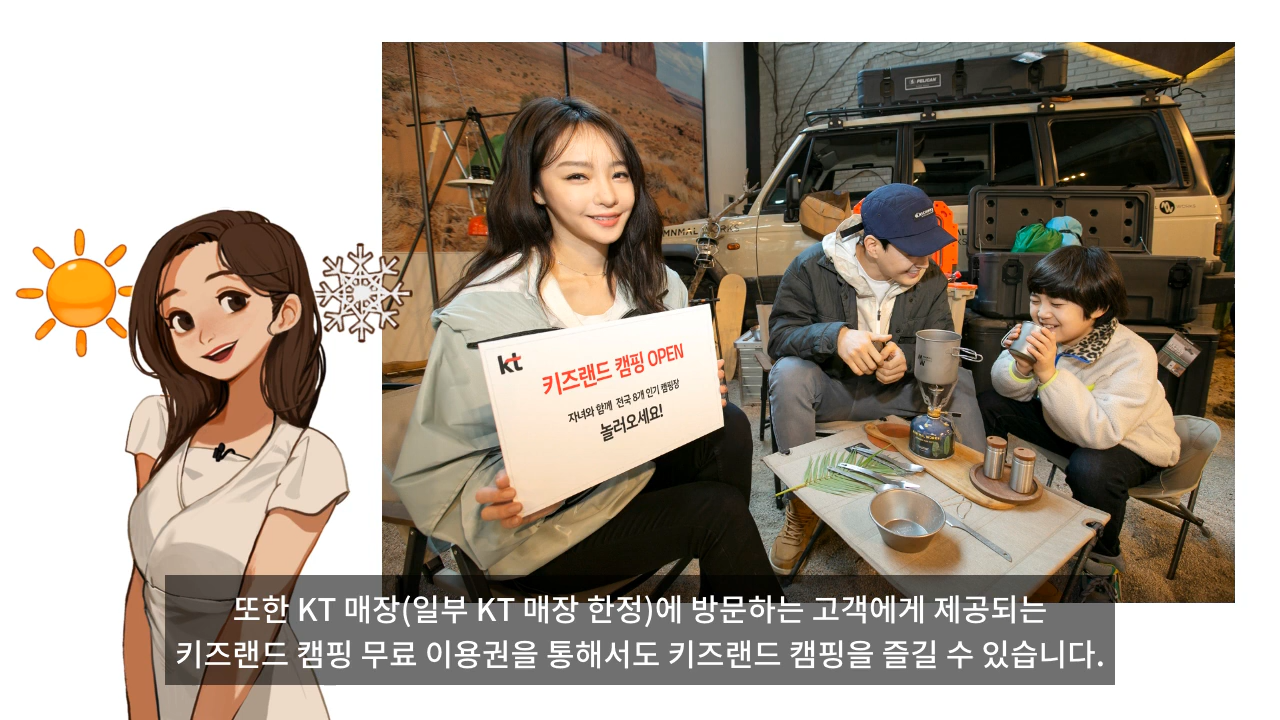 PELICAN
MNMAL WORKS
kt
키즈랜드 캠핑 OPEN
자녀와 함께 전국 8개 인기 캠핑장
놀러오세요!
또한 KT 매장(일부 KT 매장 한정)에 방문하는 고객에게 제공되는
키즈랜드 캠핑 무료 이용권을 통해서도 키즈랜드 캠핑을 즐길 수 있습니다.